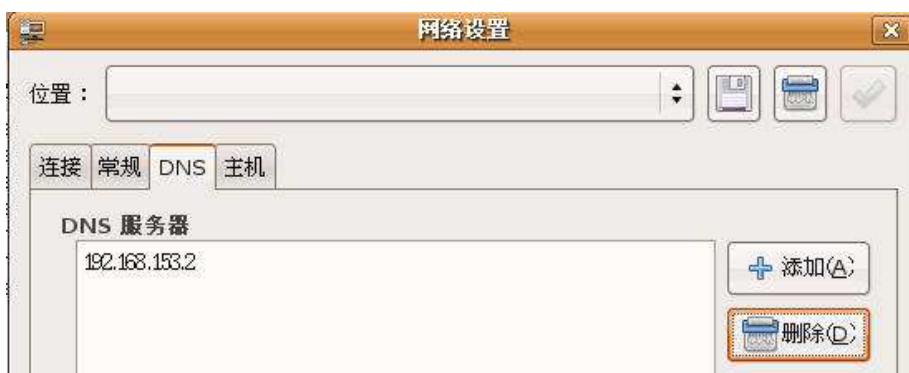 网络设置
位置：
连接 常规 DNS 主机
DNS 服务器
192.168.153.2
添加(A)
删除(D)